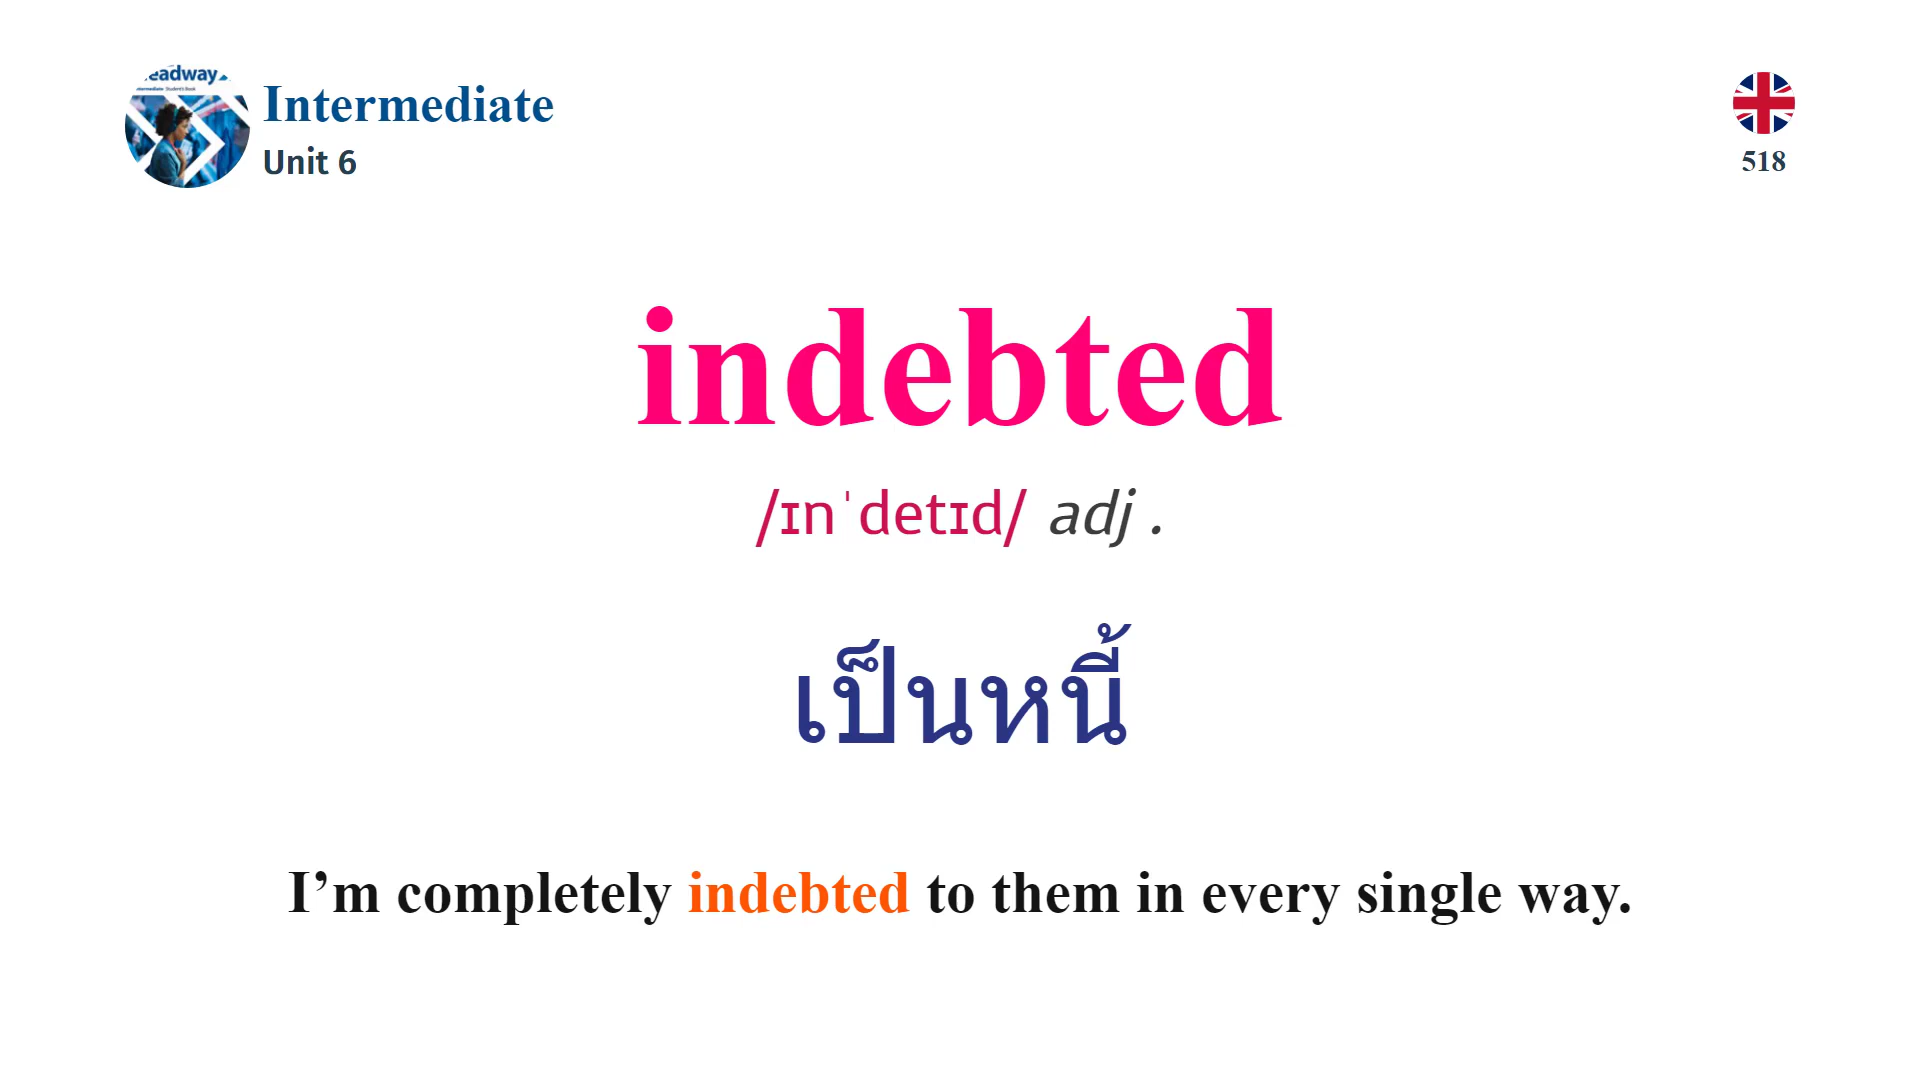 eadway
Intermediate
Unit 6
518
indebted
/ɪnˈdetɪd/ adj .
เป็นหนี้
I’m completely indebted to them in every single way.